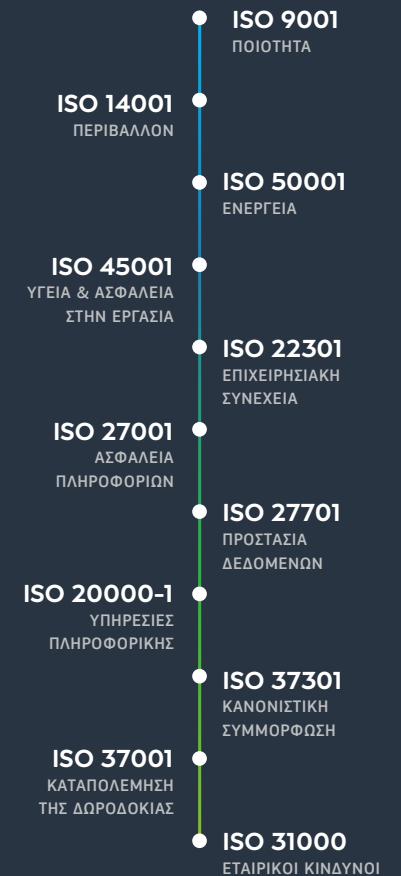 ISO 9001
ΠΟΙΟΤΗΤΑ
ISO 14001
ΠΕΡΙΒΑΛΛΟΝ
ISO 50001
ΕΝΕΡΓΕΙΑ
ISO 45001
ΥΓΕΙΑ & ΑΣΦΑΛΕΙΑ
ΣΤΗΝ ΕΡΓΑΣΙΑ
ISO 22301
ΕΠΙΧΕΙΡΗΣΙΑΚΗ
ΣΥΝΕΧΕΙΑ
ISO 27001
ΑΣΦΑΛΕΙΑ
ΠΛΗΡΟΦΟΡΙΩΝ
ISO 27701
ΠΡΟΣΤΑΣΙΑ
ΔΕΔΟΜΕΝΩΝ
ISO 20000-1
ΥΠΗΡΕΣΙΕΣ
ΠΛΗΡΟΦΟΡΙΚΗΣ
ISO 37301
ΚΑΝΟΝΙΣΤΙΚΗ
ΣΥΜΜΟΡΦΩΣΗ
ISO 37001
ΚΑΤΑΠΟΛΕΜΗΣΗ
ΤΗΣ ΔΩΡΟΔΟΚΙΑΣ
ISO 31000
ΕΤΑΙΡΙΚΟΙ ΚΙΝΔΥΝΟΙ